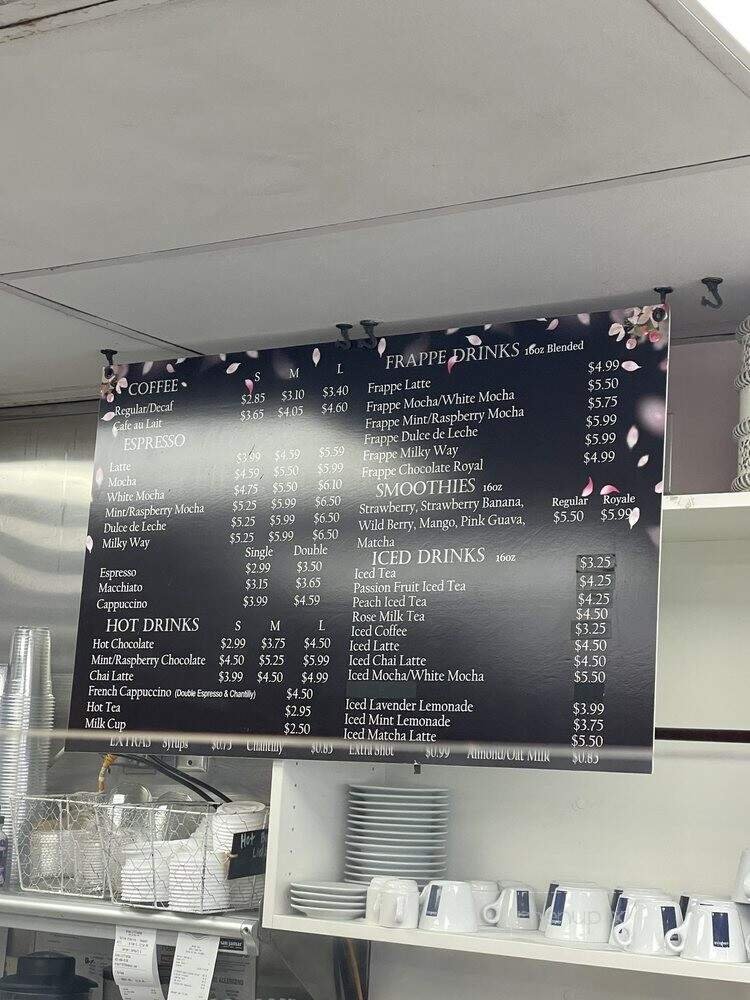 COFFEE S M L
Regular/Decaf $2.85 $3.10 $3.40
Cafe au Lait $3.65 $4.05 $4.60
ESPRESSO
Latte $3.99 $4.59 $5.59
Mocha $4.59 $5.50 $5.99
White Mocha $4.75 $5.50 $6.10
Mint/Raspberry Mocha $5.25 $5.99 $6.50
Dulce de Leche $5.25 $5.99 $6.50
Milky Way $5.25 $5.99 $6.50
Single Double
Espresso $2.99 $3.50
Macchiato $3.15 $3.65
Cappuccino $3.99 $4.59
HOT DRINKS S M L
Hot Chocolate $2.99 $3.75 $4.50
Mint/Raspberry Chocolate $4.50 $5.25 $5.99
Chai Latte $3.99 $4.50 $4.99
French Cappuccino (Double Espresso & Chantilly) $4.50
Hot Tea $2.95
Milk Cup $2.50
FRAPPE DRINKS 16oz Blended
Frappe Latte $4.99
Frappe Mocha/White Mocha $5.50
Frappe Mint/Raspberry Mocha $5.75
Frappe Dulce de Leche $5.99
Frappe Milky Way $5.99
Frappe Chocolate Royal $4.99
SMOOTHIES 16oz
Strawberry, Strawberry Banana, Regular Royale
Wild Berry, Mango, Pink Guava, $5.50 $5.99
Matcha
ICED DRINKS 16oz
Iced Tea $3.25
Passion Fruit Iced Tea $4.25
Peach Iced Tea $4.25
Rose Milk Tea $4.50
Iced Coffee $3.25
Iced Latte $4.50
Iced Chai Latte $4.50
Iced Mocha/White Mocha $5.50
Iced Lavender Lemonade $3.99
Iced Mint Lemonade $3.75
Iced Matcha Latte $5.50
EXTRAS Syrups $0.75 Chantilly $0.85 Extra Shot $0.99 Almond/Oat Milk $0.85
Hot